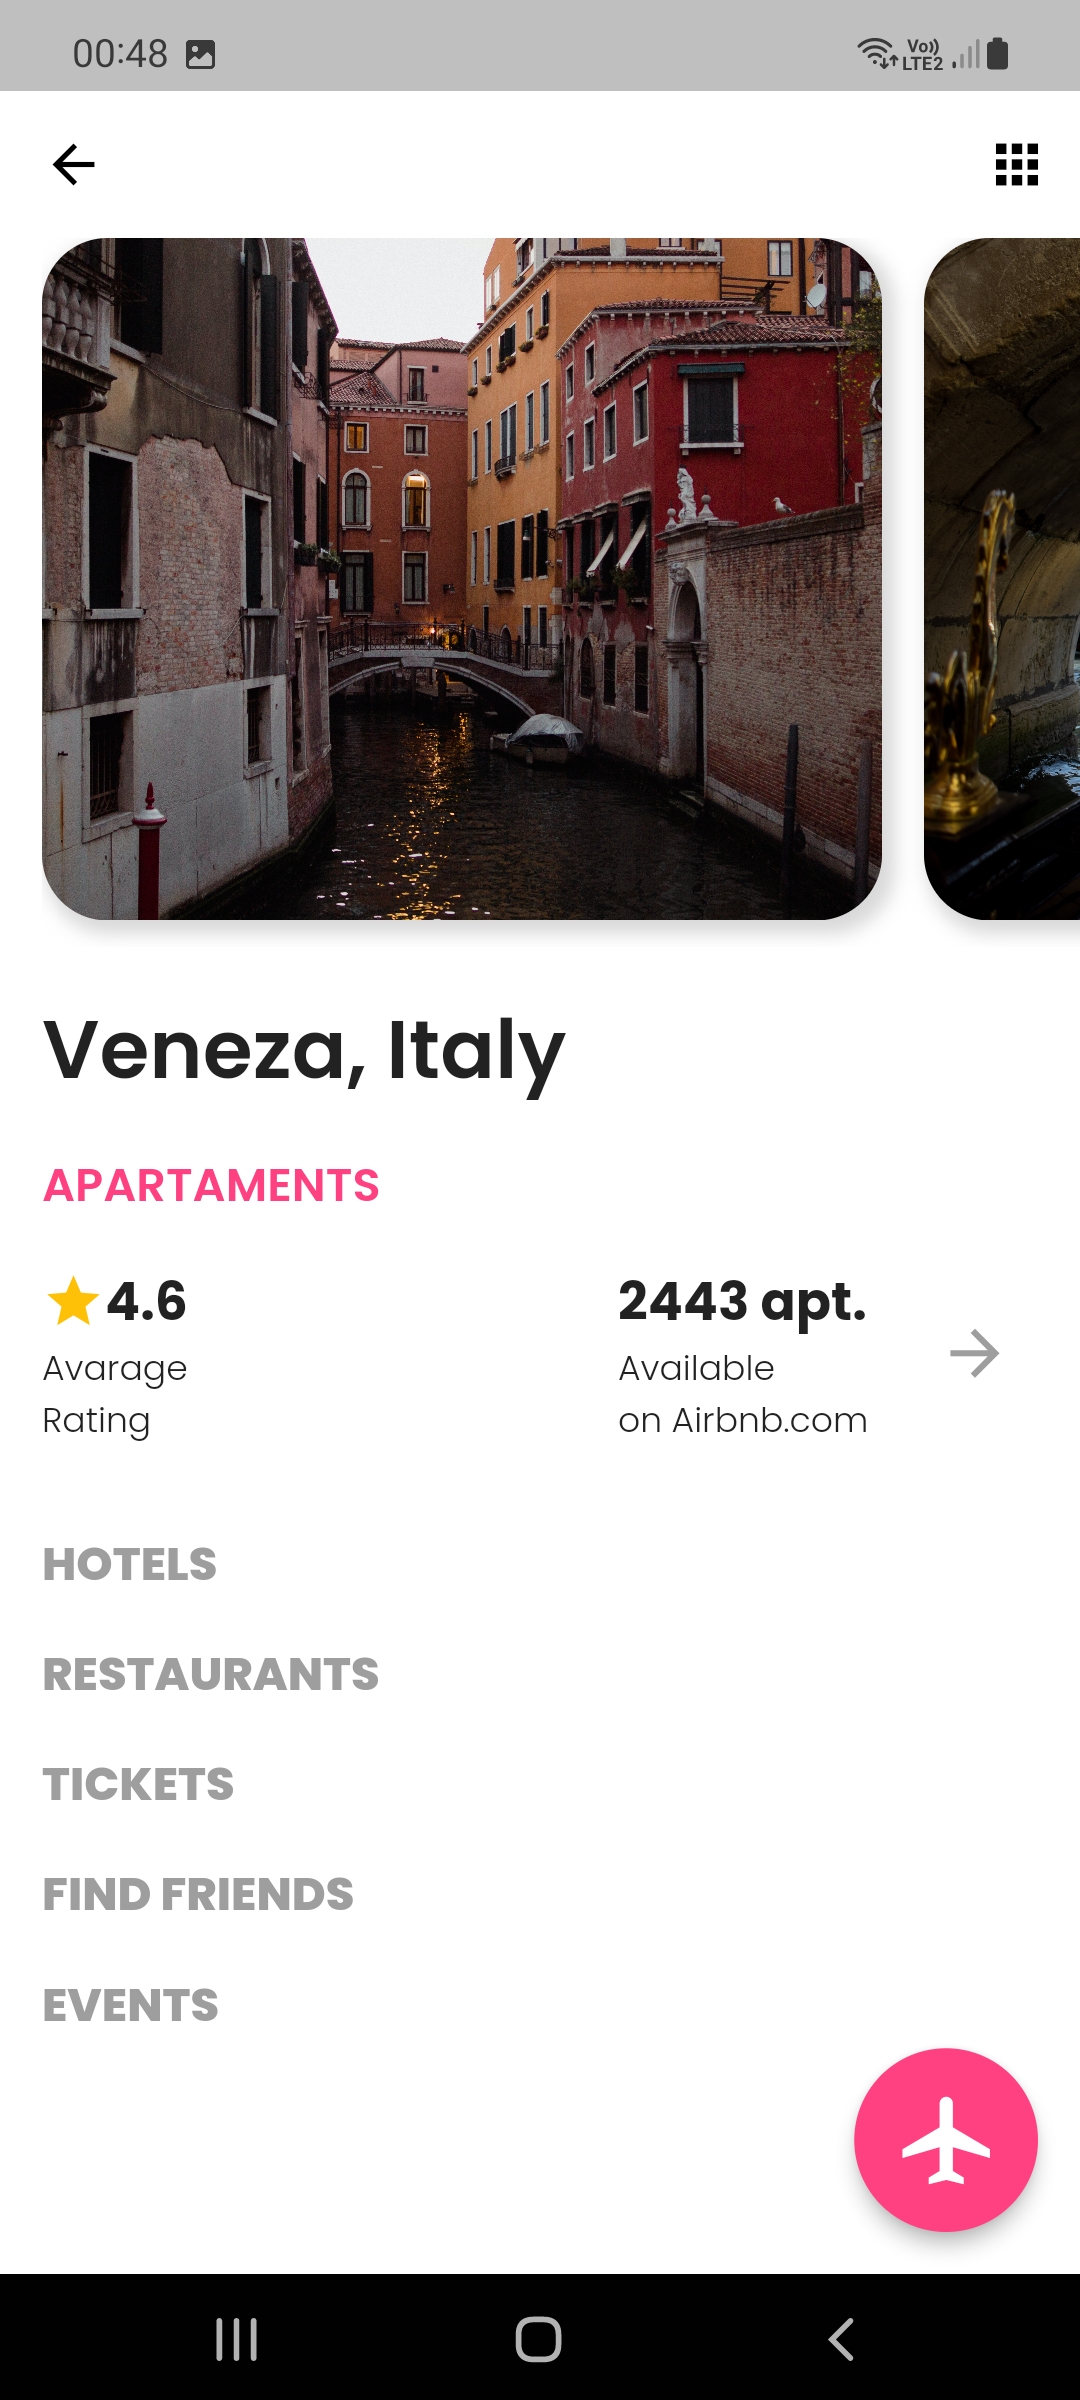 00:48
Vo))
LTE2
Veneza, Italy
APARTAMENTS
4.6
2443 apt.
Avarage
Rating
Available
on Airbnb.com
HOTELS
RESTAURANTS
TICKETS
FIND FRIENDS
EVENTS